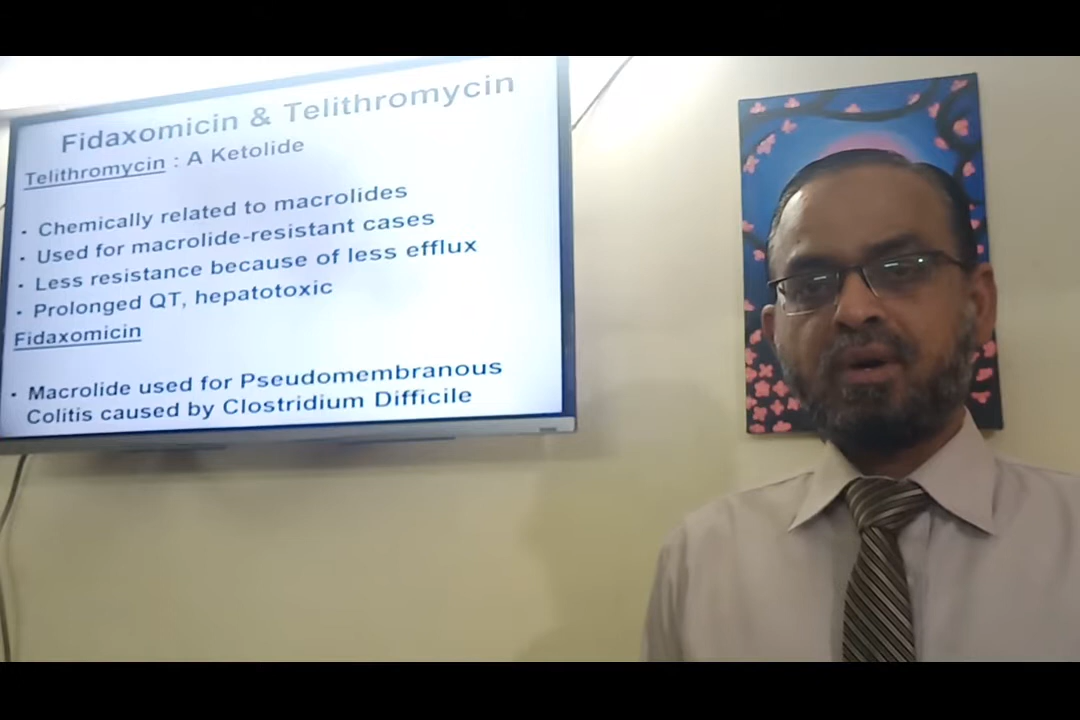 Fidaxomicin & Telithromycin
Telithromycin : A Ketolide
• Chemically related to macrolides
• Used for macrolide-resistant cases
• Less resistance because of less efflux
• Prolonged QT, hepatotoxic
Fidaxomicin
• Macrolide used for Pseudomembranous
Colitis caused by Clostridium Difficile